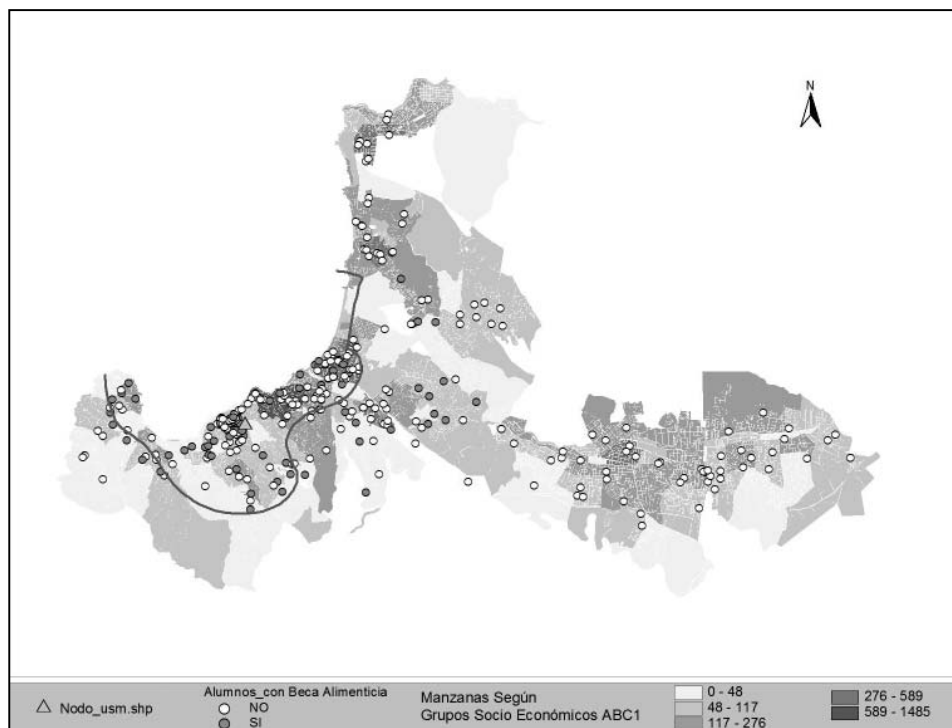 N
Nodo_usm.shp
Alumnos_con Beca Alimenticia
NO
SI
Manzanas Según
Grupos Socio Económicos ABC1
0 - 48
48 - 117
117 - 276
276 - 589
589 - 1485